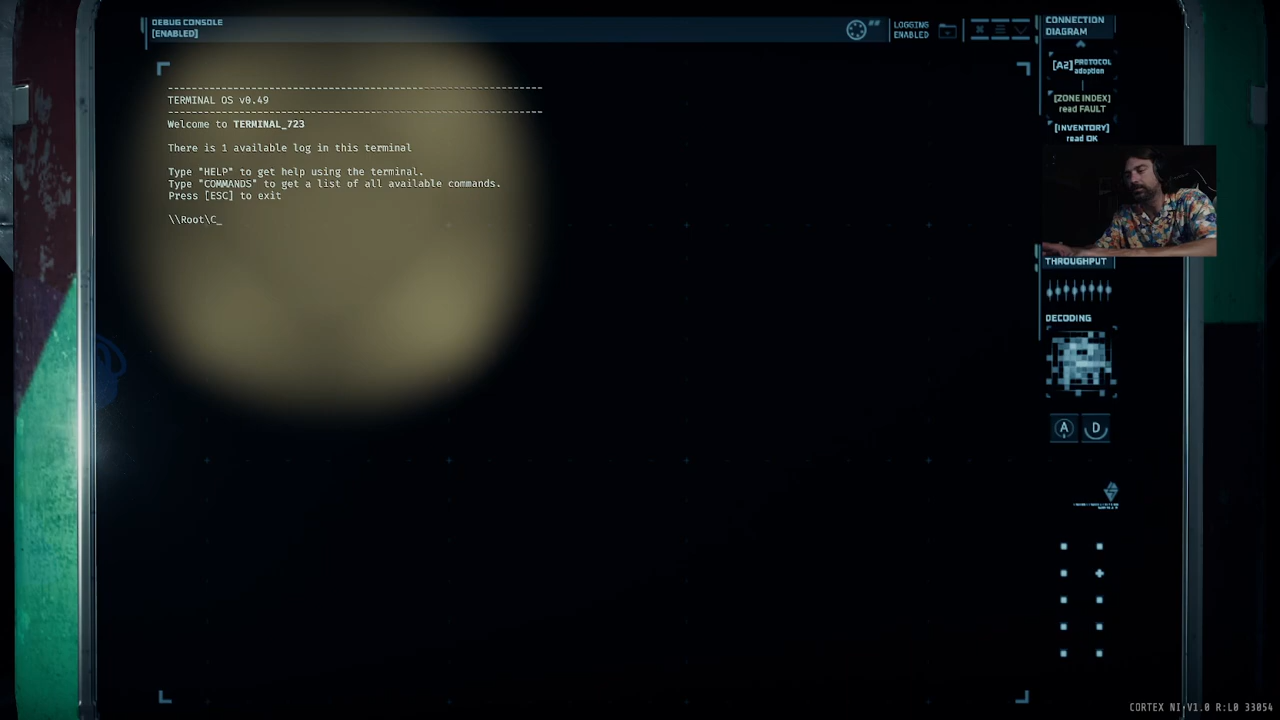 DEBUG CONSOLE
[ENABLED]
LOGGING
ENABLED
CONNECTION
DIAGRAM
[A2] PROTOCOL
adoption
[ZONE INDEX]
read FAULT
[INVENTORY]
read OK
THROUGHPUT
DECODING
A D
------------------------------------------------------------------
TERMINAL OS v0.49
------------------------------------------------------------------
Welcome to TERMINAL_723
There is 1 available log in this terminal
Type "HELP" to get help using the terminal.
Type "COMMANDS" to get a list of all available commands.
Press [ESC] to exit
\\Root\C_
CORTEX NI V1.0 R:L0 33054